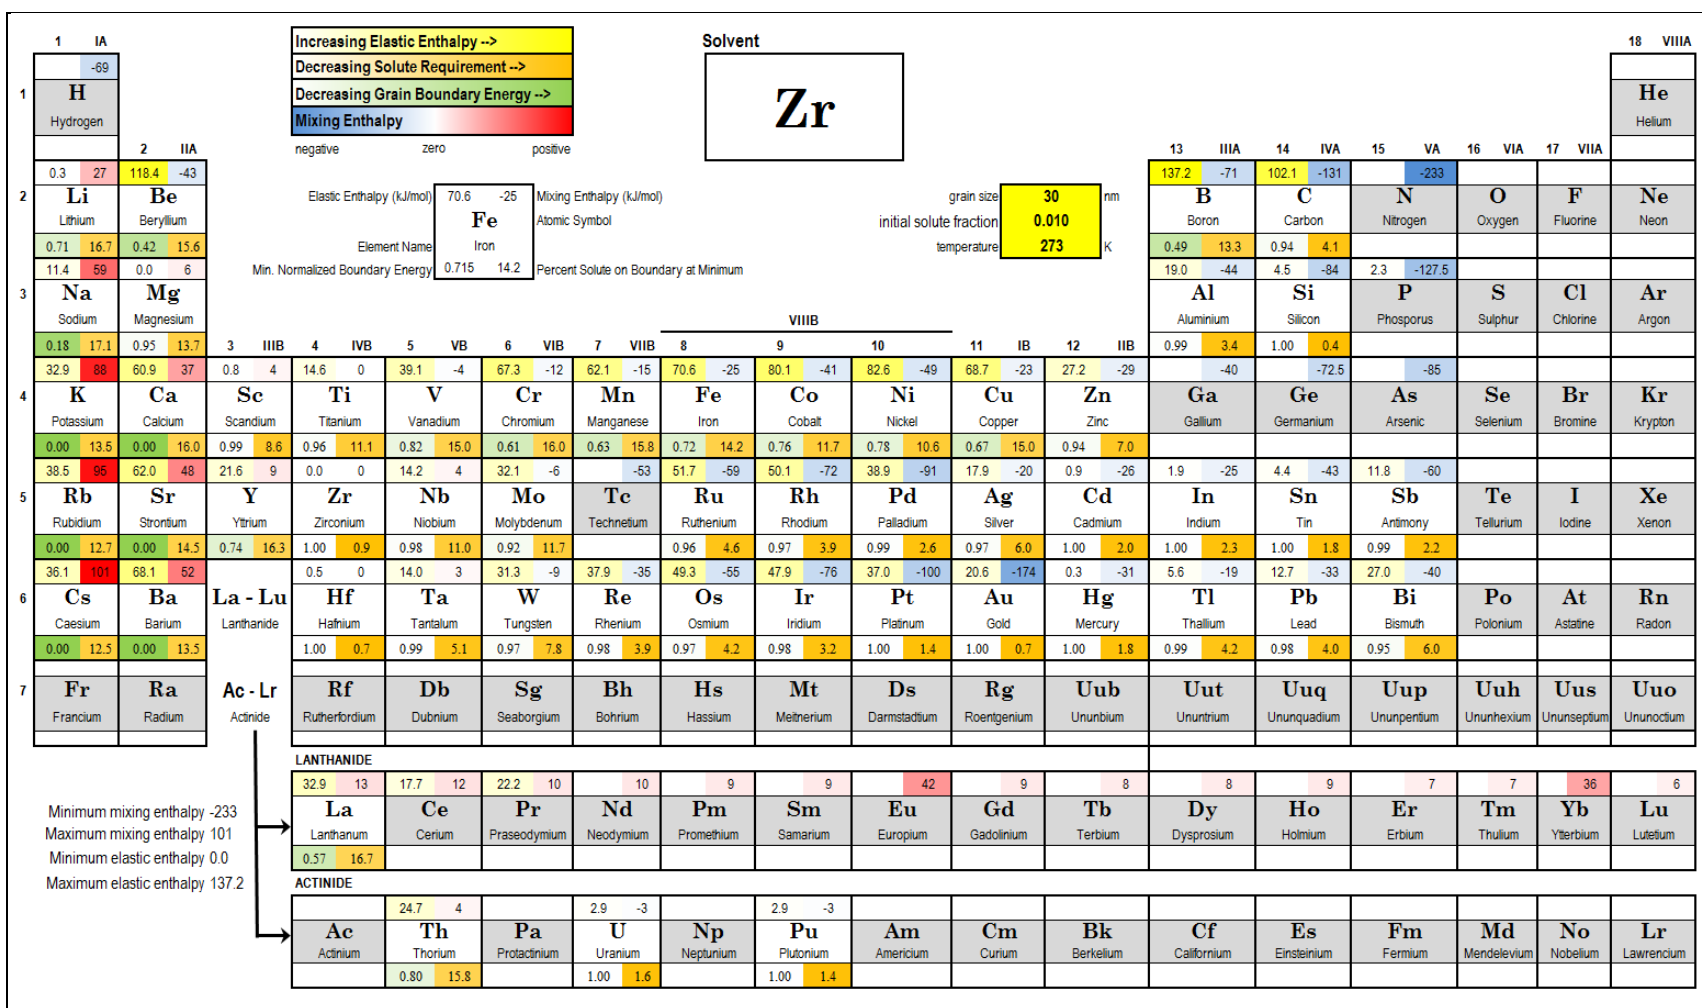 1 IA
Increasing Elastic Enthalpy -->
Solvent
18 VIIIA
-69
Decreasing Solute Requirement -->
1 H
Decreasing Grain Boundary Energy -->
Zr
He
Hydrogen
Mixing Enthalpy
Helium
2 IIA
negative zero positive
13 IIIA 14 IVA 15 VA 16 VIA 17 VIIA
0.3 27 118.4 -43 137.2 -71 102.1 -131 -233
2 Li Be
Elastic Enthalpy (kJ/mol) 70.6 -25 Mixing Enthalpy (kJ/mol)
grain size 30 nm
B C N O F Ne
Lithium Beryllium
Fe Atomic Symbol
initial solute fraction 0.010
Boron Carbon Nitrogen Oxygen Fluorine Neon
0.71 16.7 0.42 15.6
Element Name Iron
temperature 273 K
0.49 13.3 0.94 4.1
11.4 59 0.0 6
Min. Normalized Boundary Energy 0.715 14.2 Percent Solute on Boundary at Minimum
19.0 -44 4.5 -84 2.3 -127.5
3 Na Mg Al Si P S Cl Ar
Sodium Magnesium Aluminium Silicon Phosporus Sulphur Chlorine Argon
VIIIB
0.18 17.1 0.95 13.7 3 IIIB 4 IVB 5 VB 6 VIB 7 VIIB 8 9 10 11 IB 12 IIB 0.99 3.4 1.00 0.4
32.9 88 60.9 37 0.8 4 14.6 0 39.1 -4 67.3 -12 62.1 -15 70.6 -25 80.1 -41 82.6 -49 68.7 -23 27.2 -29 -40 -72.5 -85
4 K Ca Sc Ti V Cr Mn Fe Co Ni Cu Zn Ga Ge As Se Br Kr
Potassium Calcium Scandium Titanium Vanadium Chromium Manganese Iron Cobalt Nickel Copper Zinc Gallium Germanium Arsenic Selenium Bromine Krypton
0.00 13.5 0.00 16.0 0.99 8.6 0.96 11.1 0.82 15.0 0.61 16.0 0.63 15.8 0.72 14.2 0.76 11.7 0.78 10.6 0.67 15.0 0.94 7.0
38.5 95 62.0 48 21.6 9 0.0 0 14.2 4 32.1 -6 -53 51.7 -59 50.1 -72 38.9 -91 17.9 -20 0.9 -26 1.9 -25 4.4 -43 11.8 -60
5 Rb Sr Y Zr Nb Mo Tc Ru Rh Pd Ag Cd In Sn Sb Te I Xe
Rubidium Strontium Yttrium Zirconium Niobium Molybdenum Technetium Ruthenium Rhodium Palladium Silver Cadmium Indium Tin Antimony Tellurium Iodine Xenon
0.00 12.7 0.00 14.5 0.74 16.3 1.00 0.9 0.98 11.0 0.92 11.7 0.96 4.6 0.97 3.9 0.99 2.6 0.97 6.0 1.00 2.0 1.00 2.3 1.00 1.8 0.99 2.2
36.1 101 68.1 52 0.5 0 14.0 3 31.3 -9 37.9 -35 49.3 -55 47.9 -76 37.0 -100 20.6 -174 0.3 -31 5.6 -19 12.7 -33 27.0 -40
6 Cs Ba La - Lu Hf Ta W Re Os Ir Pt Au Hg Tl Pb Bi Po At Rn
Caesium Barium Lanthanide Hafnium Tantalum Tungsten Rhenium Osmium Iridium Platinum Gold Mercury Thallium Lead Bismuth Polonium Astatine Radon
0.00 12.5 0.00 13.5 1.00 0.7 0.99 5.1 0.97 7.8 0.98 3.9 0.97 4.2 0.98 3.2 1.00 1.4 1.00 0.7 1.00 1.8 0.99 4.2 0.98 4.0 0.95 6.0
7 Fr Ra Ac - Lr Rf Db Sg Bh Hs Mt Ds Rg Uub Uut Uuq Uup Uuh Uus Uuo
Francium Radium Actinide Rutherfordium Dubnium Seaborgium Bohrium Hassium Meitnerium Darmstadtium Roentgenium Ununbium Ununtrium Ununquadium Ununpentium Ununhexium Ununseptium Ununoctium
LANTHANIDE
32.9 13 17.7 12 22.2 10 10 9 9 42 9 8 8 9 7 7 36 6
La Ce Pr Nd Pm Sm Eu Gd Tb Dy Ho Er Tm Yb Lu
Minimum mixing enthalpy -233
Lanthanum Cerium Praseodymium Neodymium Promethium Samarium Europium Gadolinium Terbium Dysprosium Holmium Erbium Thulium Ytterbium Lutetium
Maximum mixing enthalpy 101
Minimum elastic enthalpy 0.0
0.57 16.7
Maximum elastic enthalpy 137.2
ACTINIDE
24.7 4 2.9 -3 2.9 -3
Ac Th Pa U Np Pu Am Cm Bk Cf Es Fm Md No Lr
Actinium Thorium Protactinium Uranium Neptunium Plutonium Americium Curium Berkelium Californium Einsteinium Fermium Mendelevium Nobelium Lawrencium
0.80 15.8 1.00 1.6 1.00 1.4